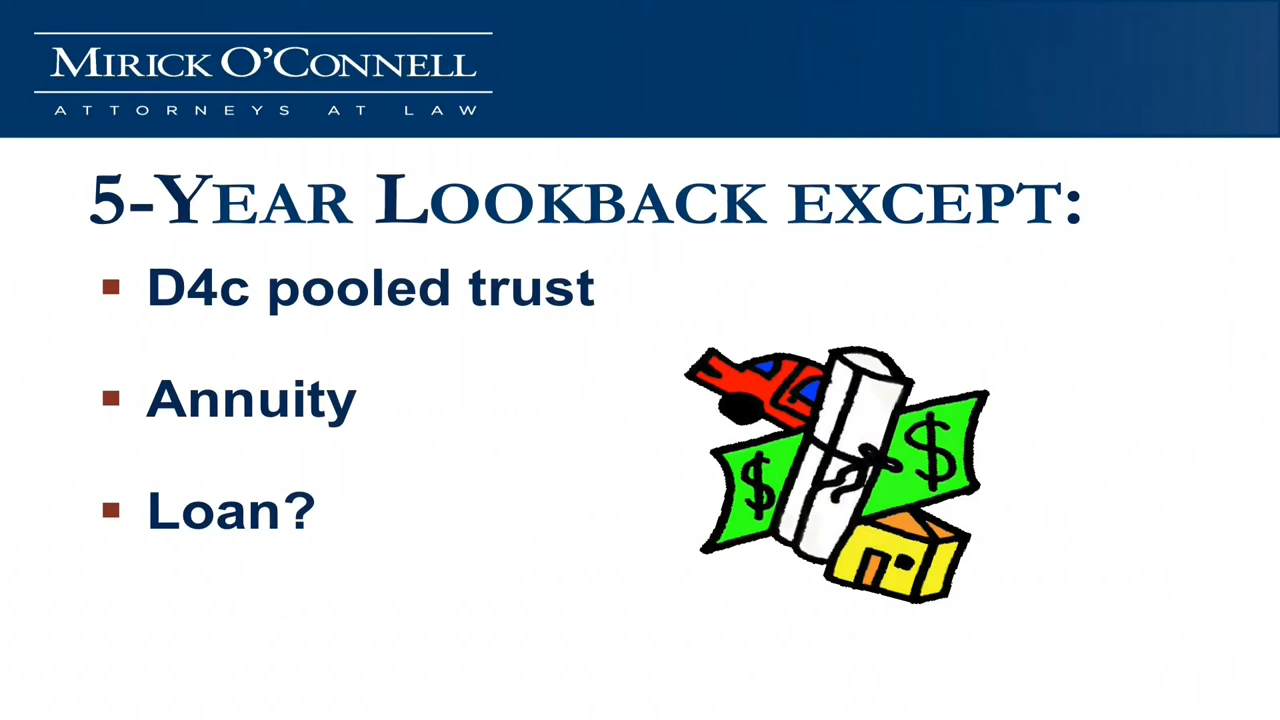 MIRICK O'CONNELL
ATTORNEYS AT LAW
5-YEAR LOOKBACK EXCEPT:
D4c pooled trust
Annuity
Loan?
$
$